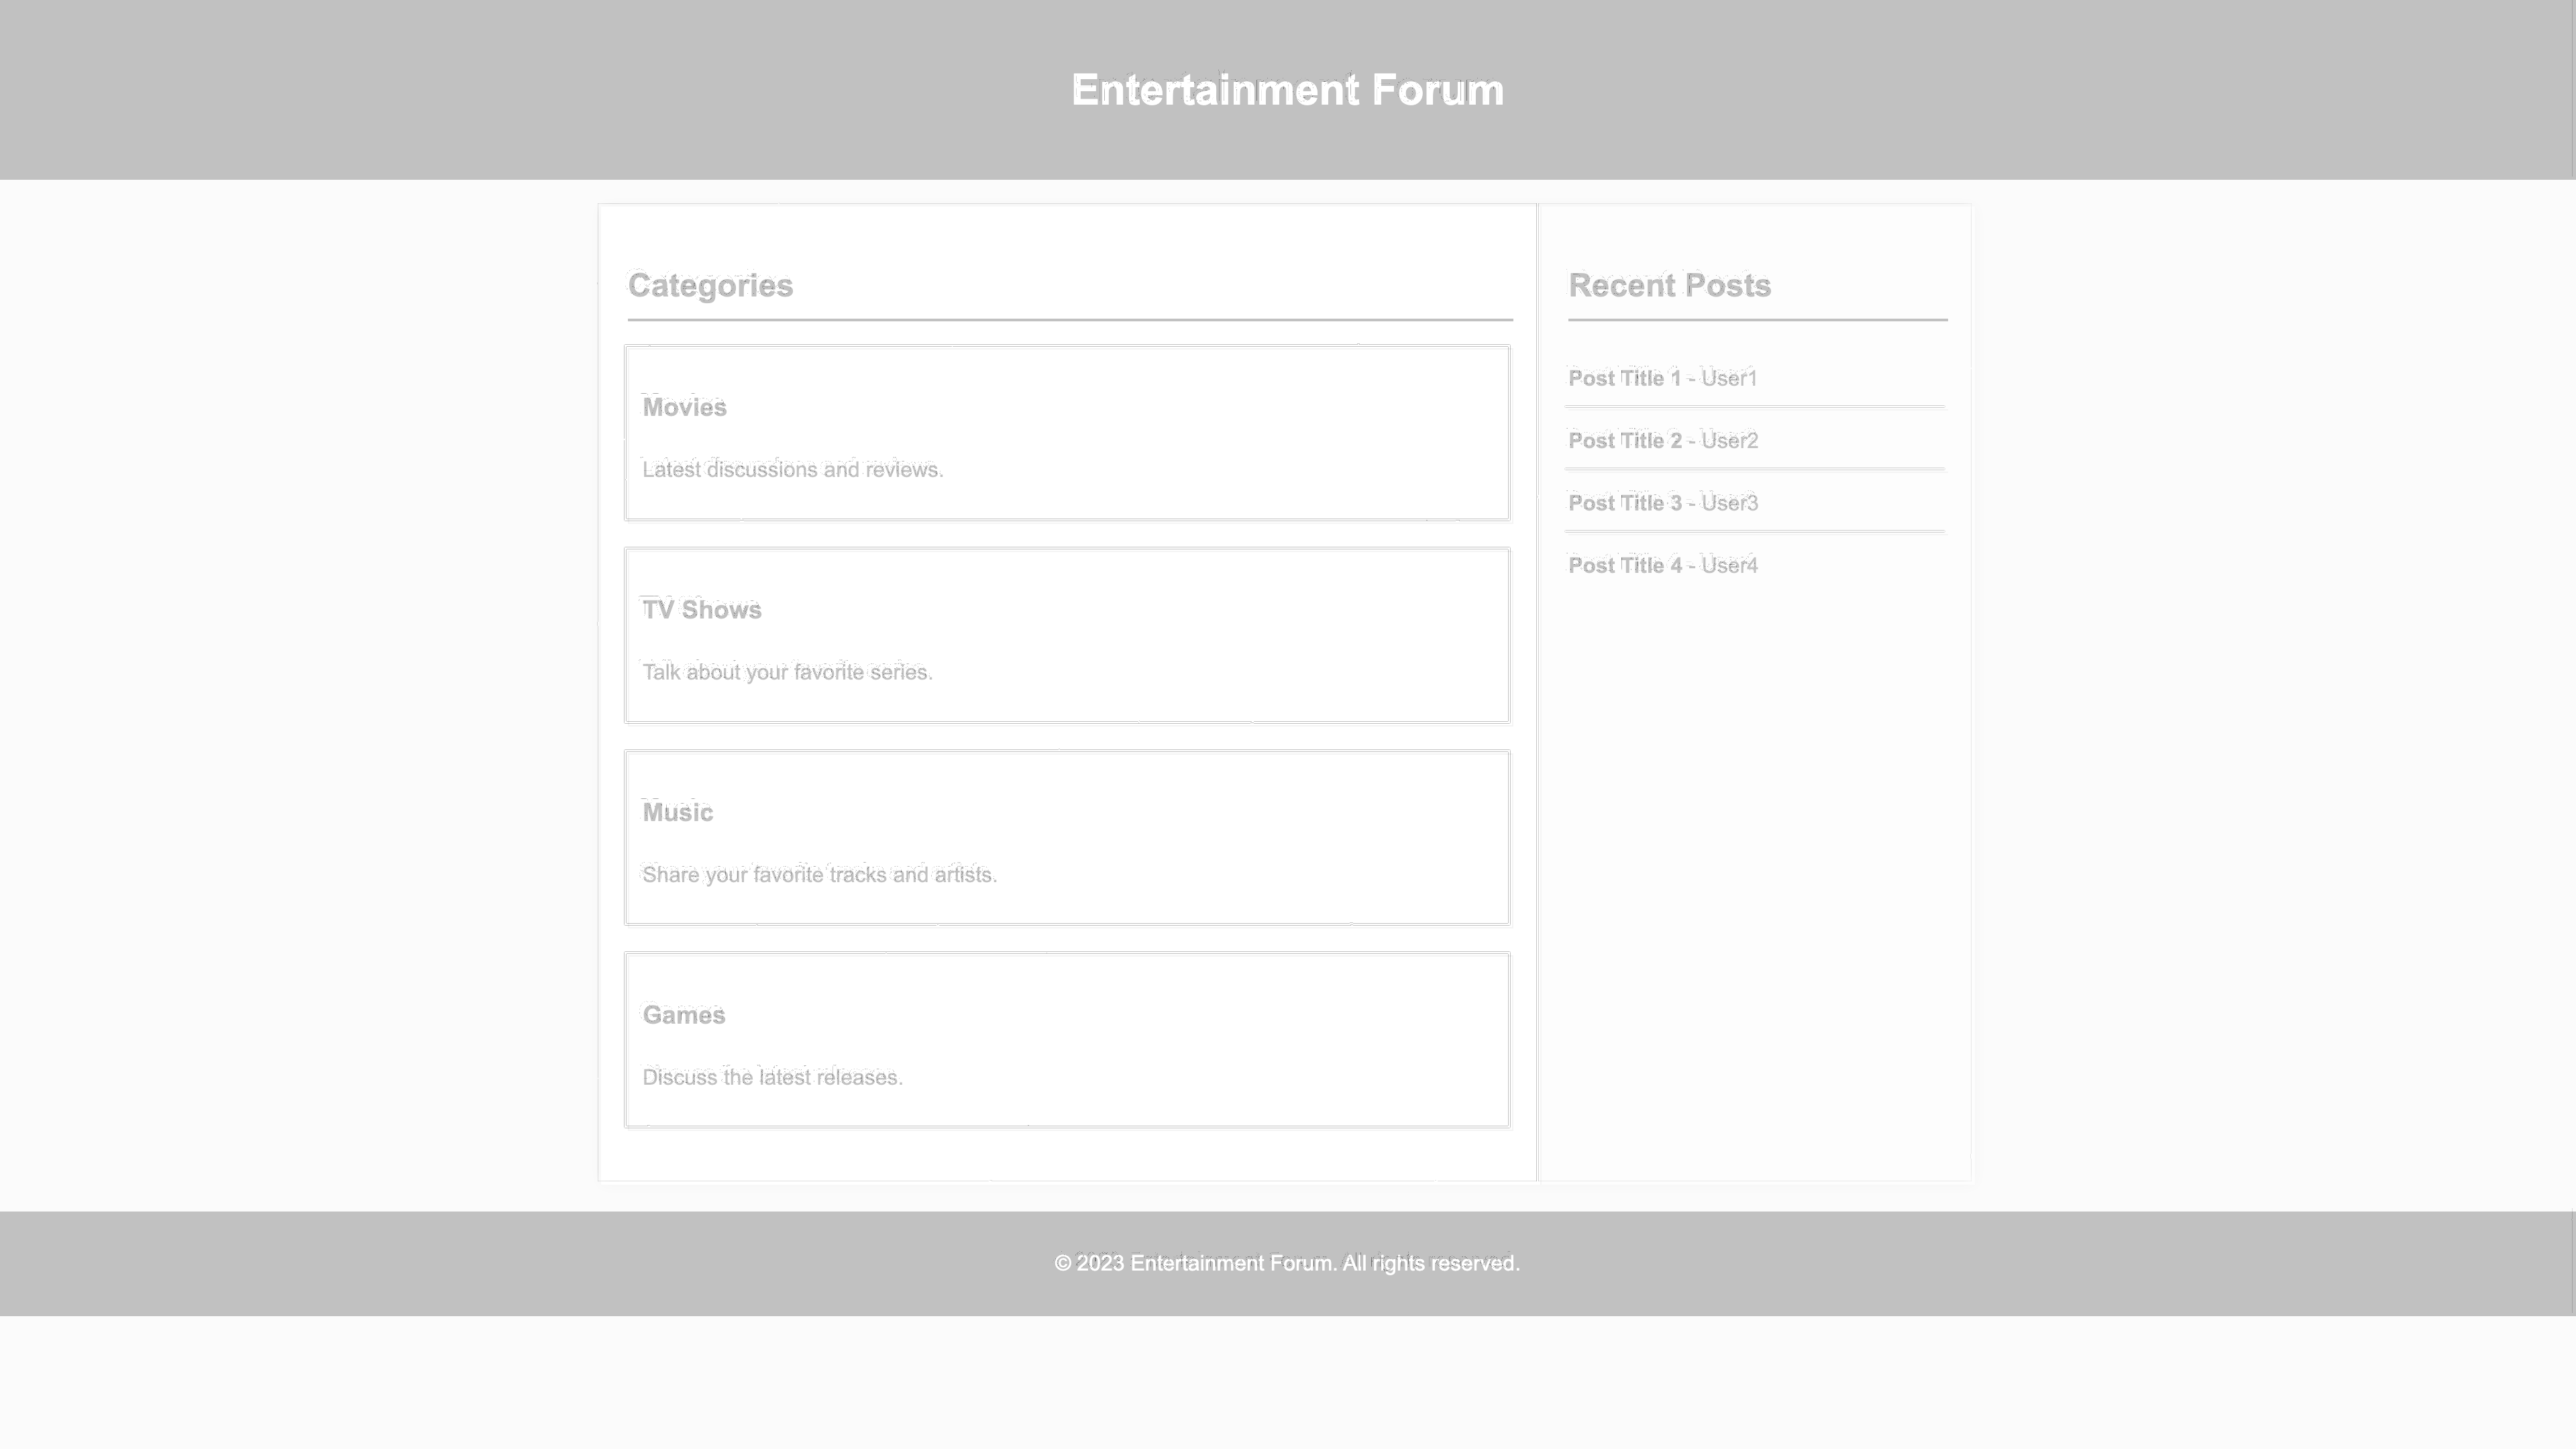 Entertainment Forum
Categories
Movies
Latest discussions and reviews.
TV Shows
Talk about your favorite series.
Music
Share your favorite tracks and artists.
Games
Discuss the latest releases.
Recent Posts
Post Title 1 - User1
Post Title 2 - User2
Post Title 3 - User3
Post Title 4 - User4
© 2023 Entertainment Forum. All rights reserved.